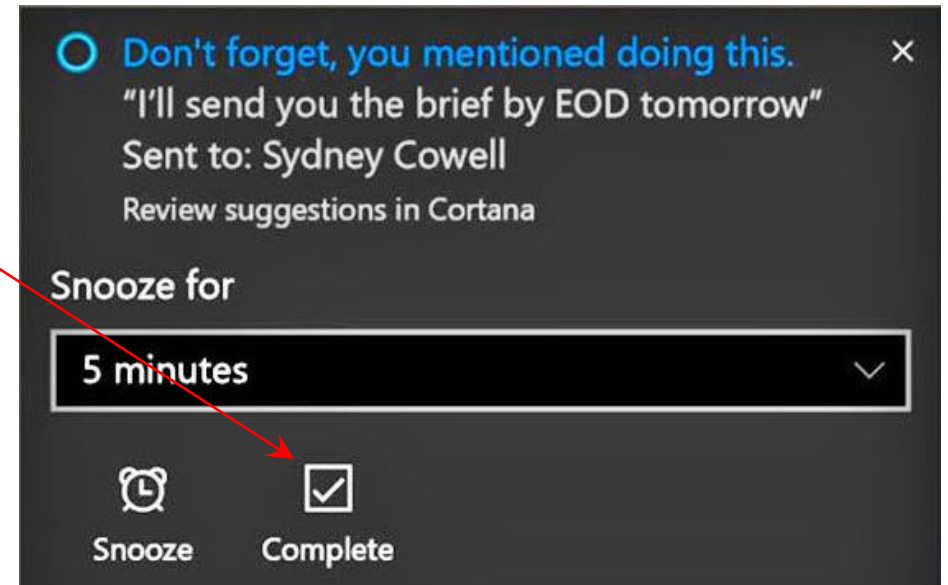 Don't forget, you mentioned doing this.
"I'll send you the brief by EOD tomorrow"
Sent to: Sydney Cowell
Review suggestions in Cortana
Snooze for
5 minutes
Snooze Complete